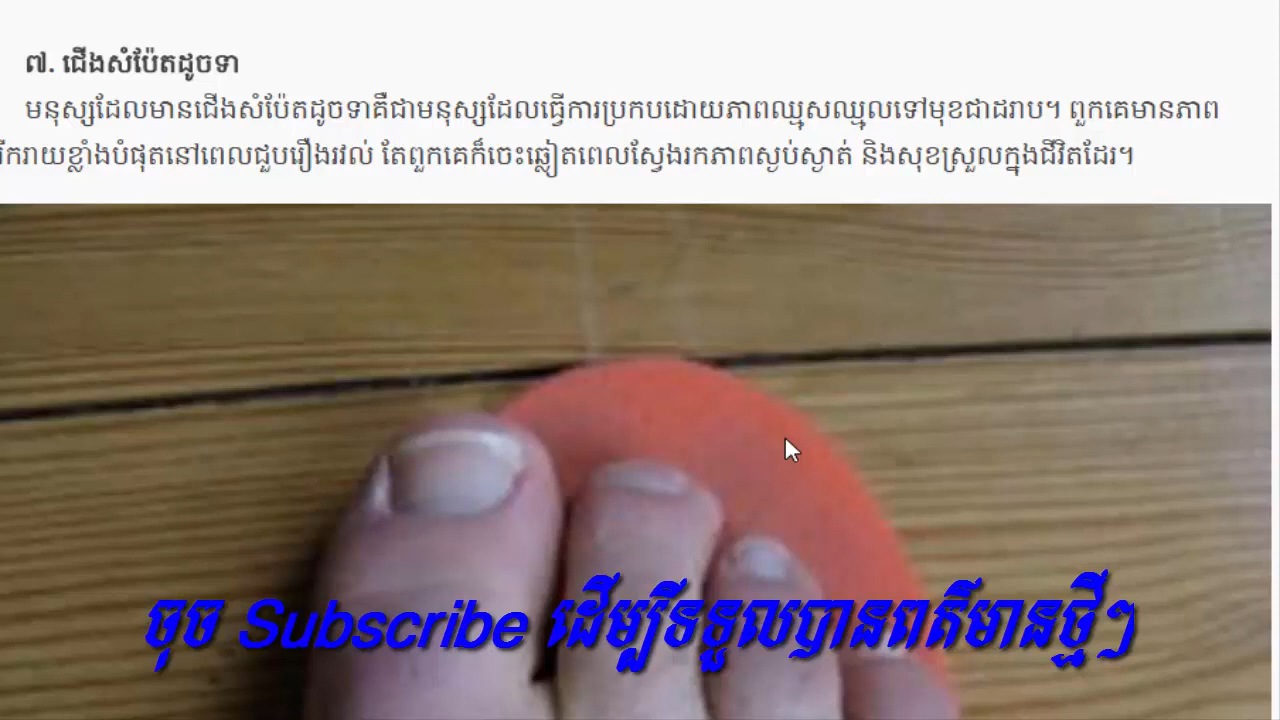 ៧. ជើងសំប៉ែតដូចទា
មនុស្សដែលមានជើងសំប៉ែតដូចទាគឺជាមនុស្សដែលធ្វើការប្រកបដោយភាពឈ្មុសឈ្មុលទៅមុខជាដរាប។ ពួកគេមានភាព
រីករាយខ្លាំងបំផុតនៅពេលជួបរឿងរវល់ តែពួកគេក៏ចេះឆ្លៀតពេលស្វែងរកភាពស្ងប់ស្ងាត់ និងសុខស្រួលក្នុងជីវិតដែរ។
ចុច Subscribe ដើម្បីទទួលបានពត៌មានថ្មីៗ